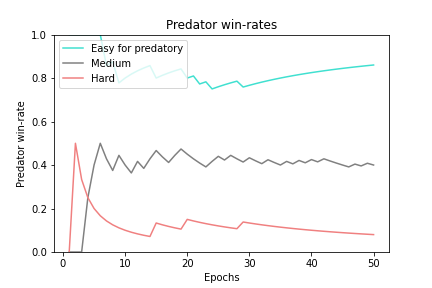 Predator win-rates
1.0
0.8
0.6
0.4
0.2
0.0
Predator win-rate
Easy for predatory
Medium
Hard
0
10
20
30
40
50
Epochs